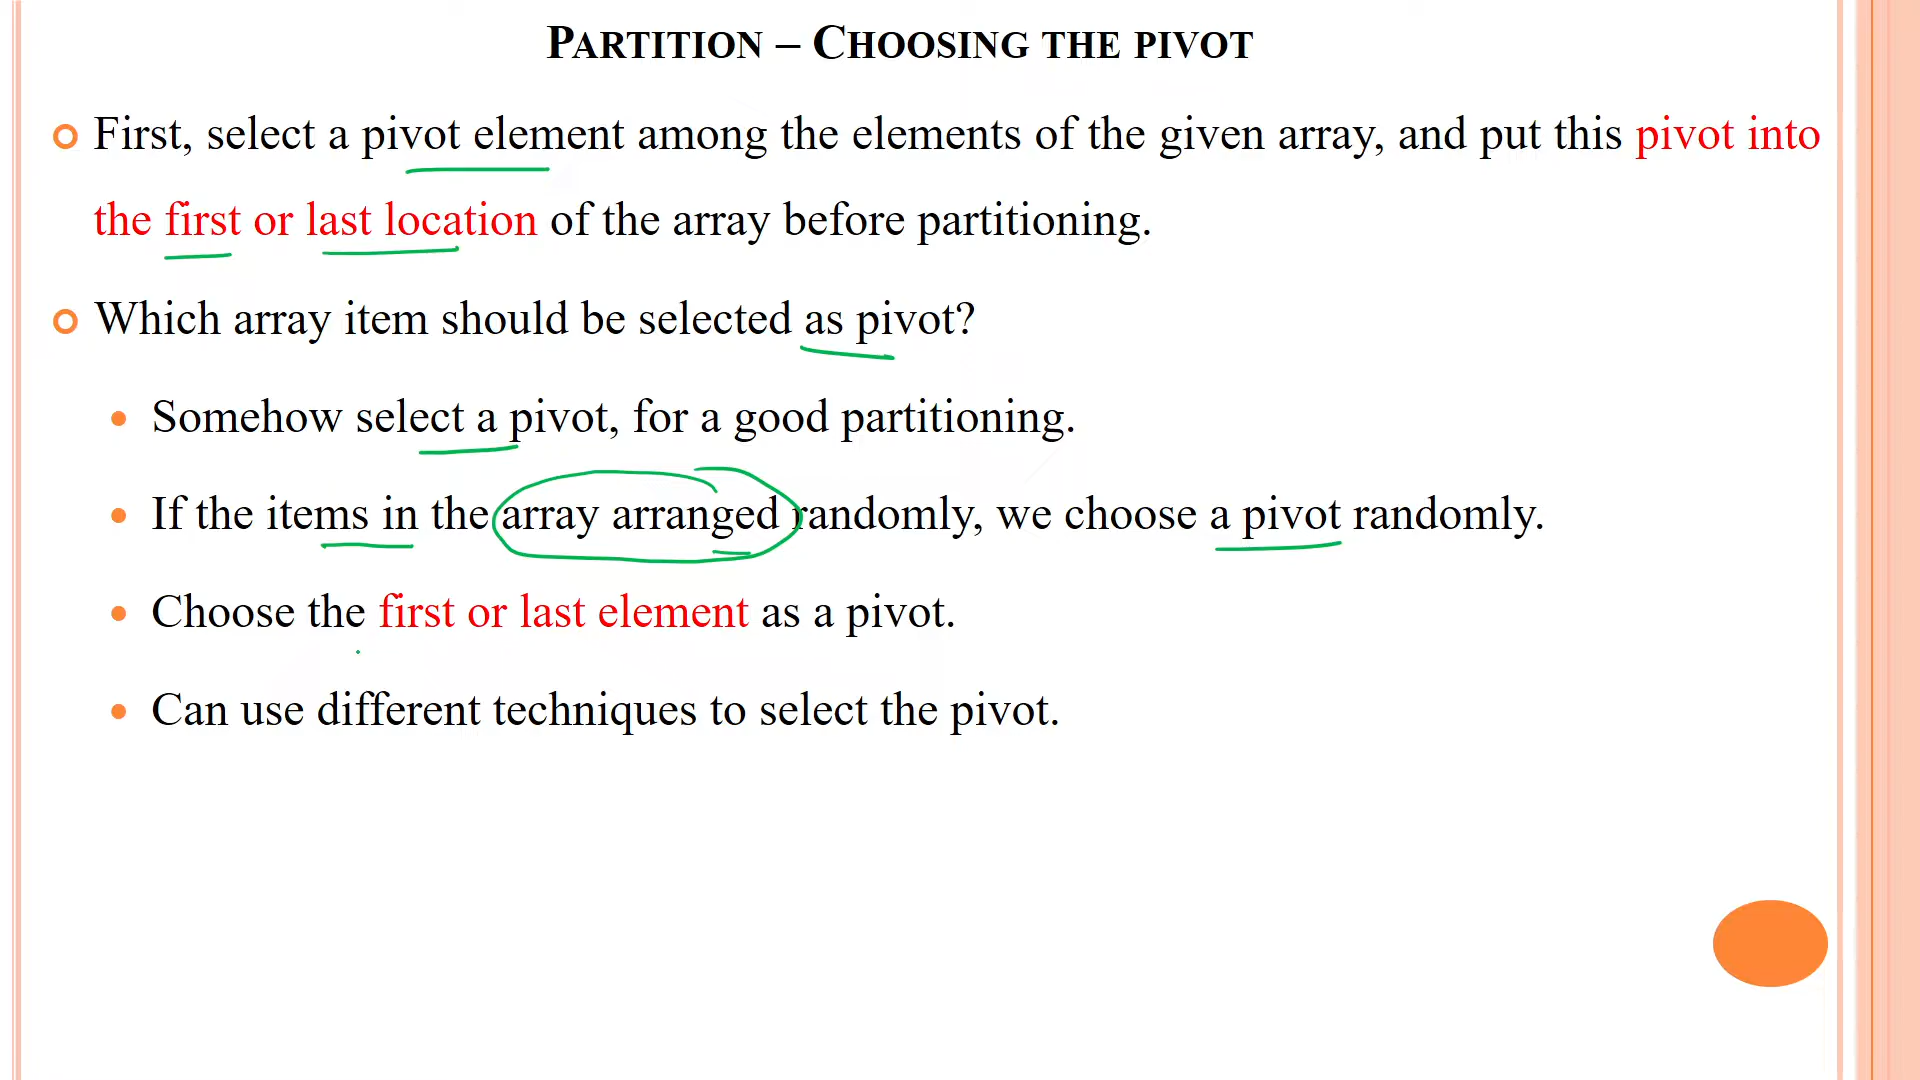 PARTITION – CHOOSING THE PIVOT
First, select a pivot element among the elements of the given array, and put this pivot into
the first or last location of the array before partitioning.
Which array item should be selected as pivot?
Somehow select a pivot, for a good partitioning.
If the items in the array arranged randomly, we choose a pivot randomly.
Choose the first or last element as a pivot.
Can use different techniques to select the pivot.